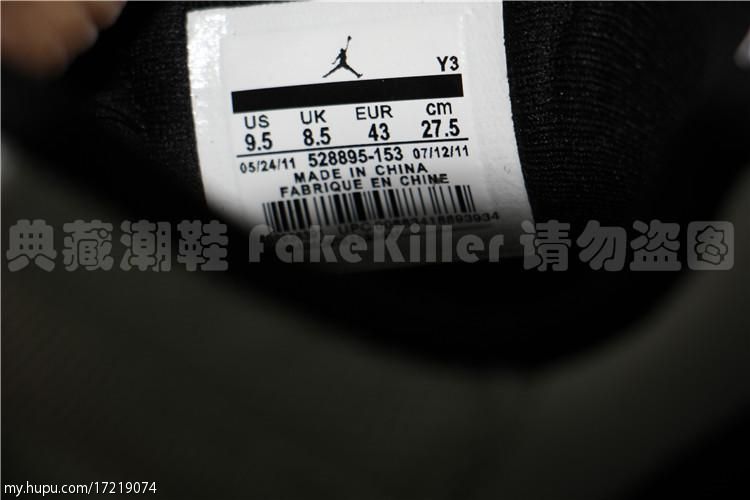 Y3
US UK EUR cm
9.5 8.5 43 27.5
05/24/11 528895-153 07/12/11
MADE IN CHINA
FABRIQUE EN CHINE
典藏潮鞋 FakeKiller 请勿盗图
my.hupu.com/17219074